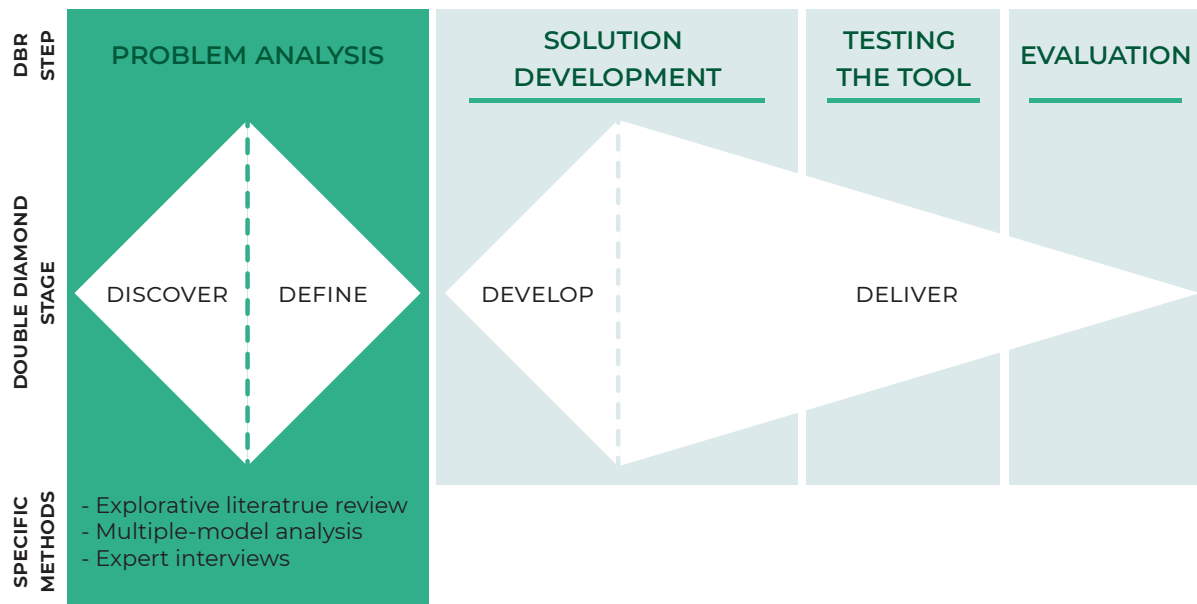 DBR
STEP
PROBLEM ANALYSIS
SOLUTION
DEVELOPMENT
TESTING
THE TOOL
EVALUATION
DOUBLE DIAMOND
STAGE
DISCOVER
DEFINE
DEVELOP
DELIVER
SPECIFIC
METHODS
- Explorative literatrue review
- Multiple-model analysis
- Expert interviews